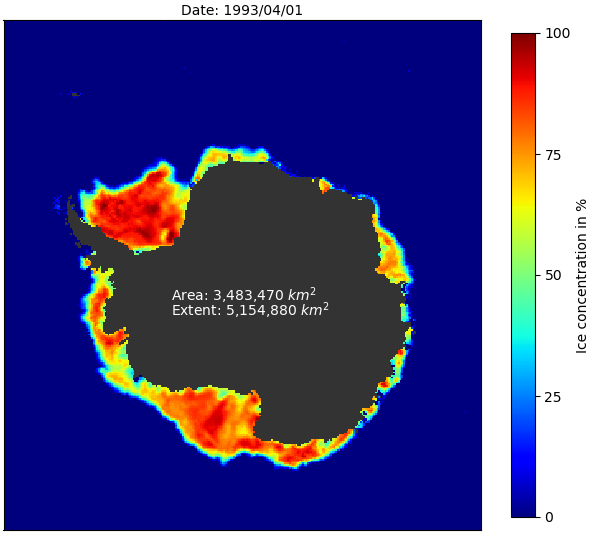 Date: 1993/04/01
100
75
50
25
0
Ice concentration in %
Area: 3,483,470 km²
Extent: 5,154,880 km²